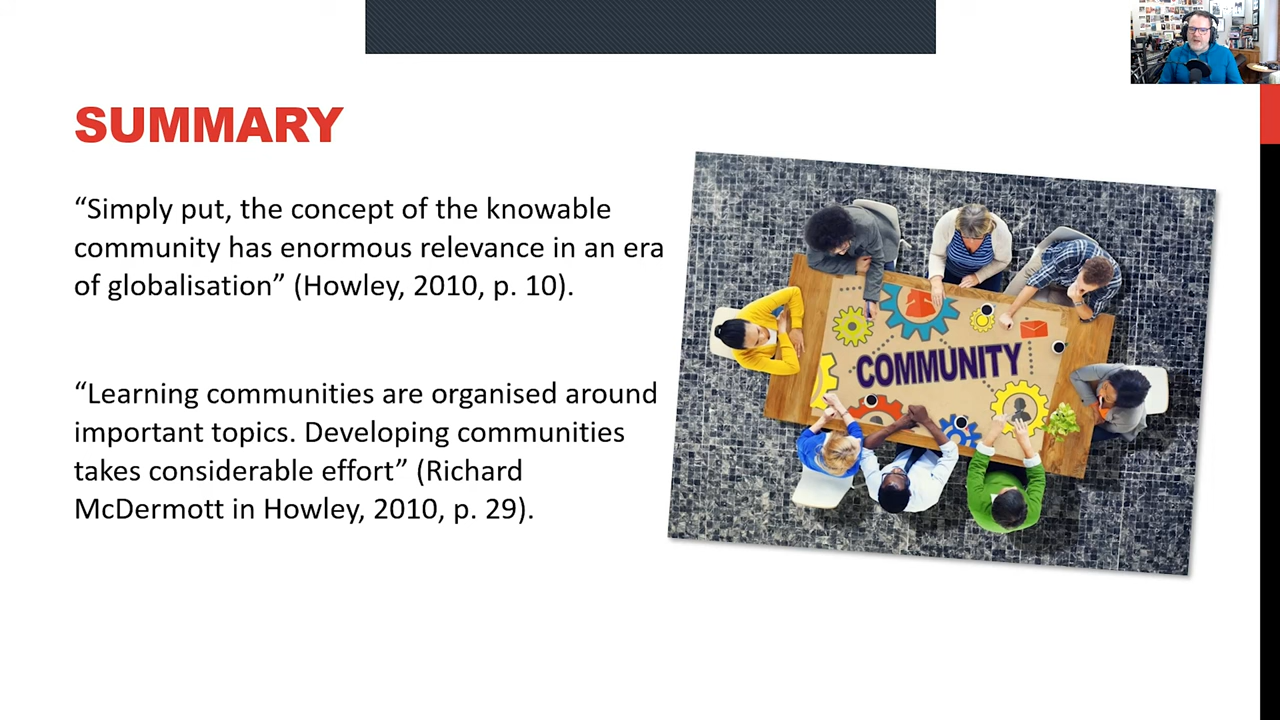 SUMMARY
“Simply put, the concept of the knowable
community has enormous relevance in an era
of globalisation” (Howley, 2010, p. 10).
“Learning communities are organised around
important topics. Developing communities
takes considerable effort” (Richard
McDermott in Howley, 2010, p. 29).
COMMUNITY